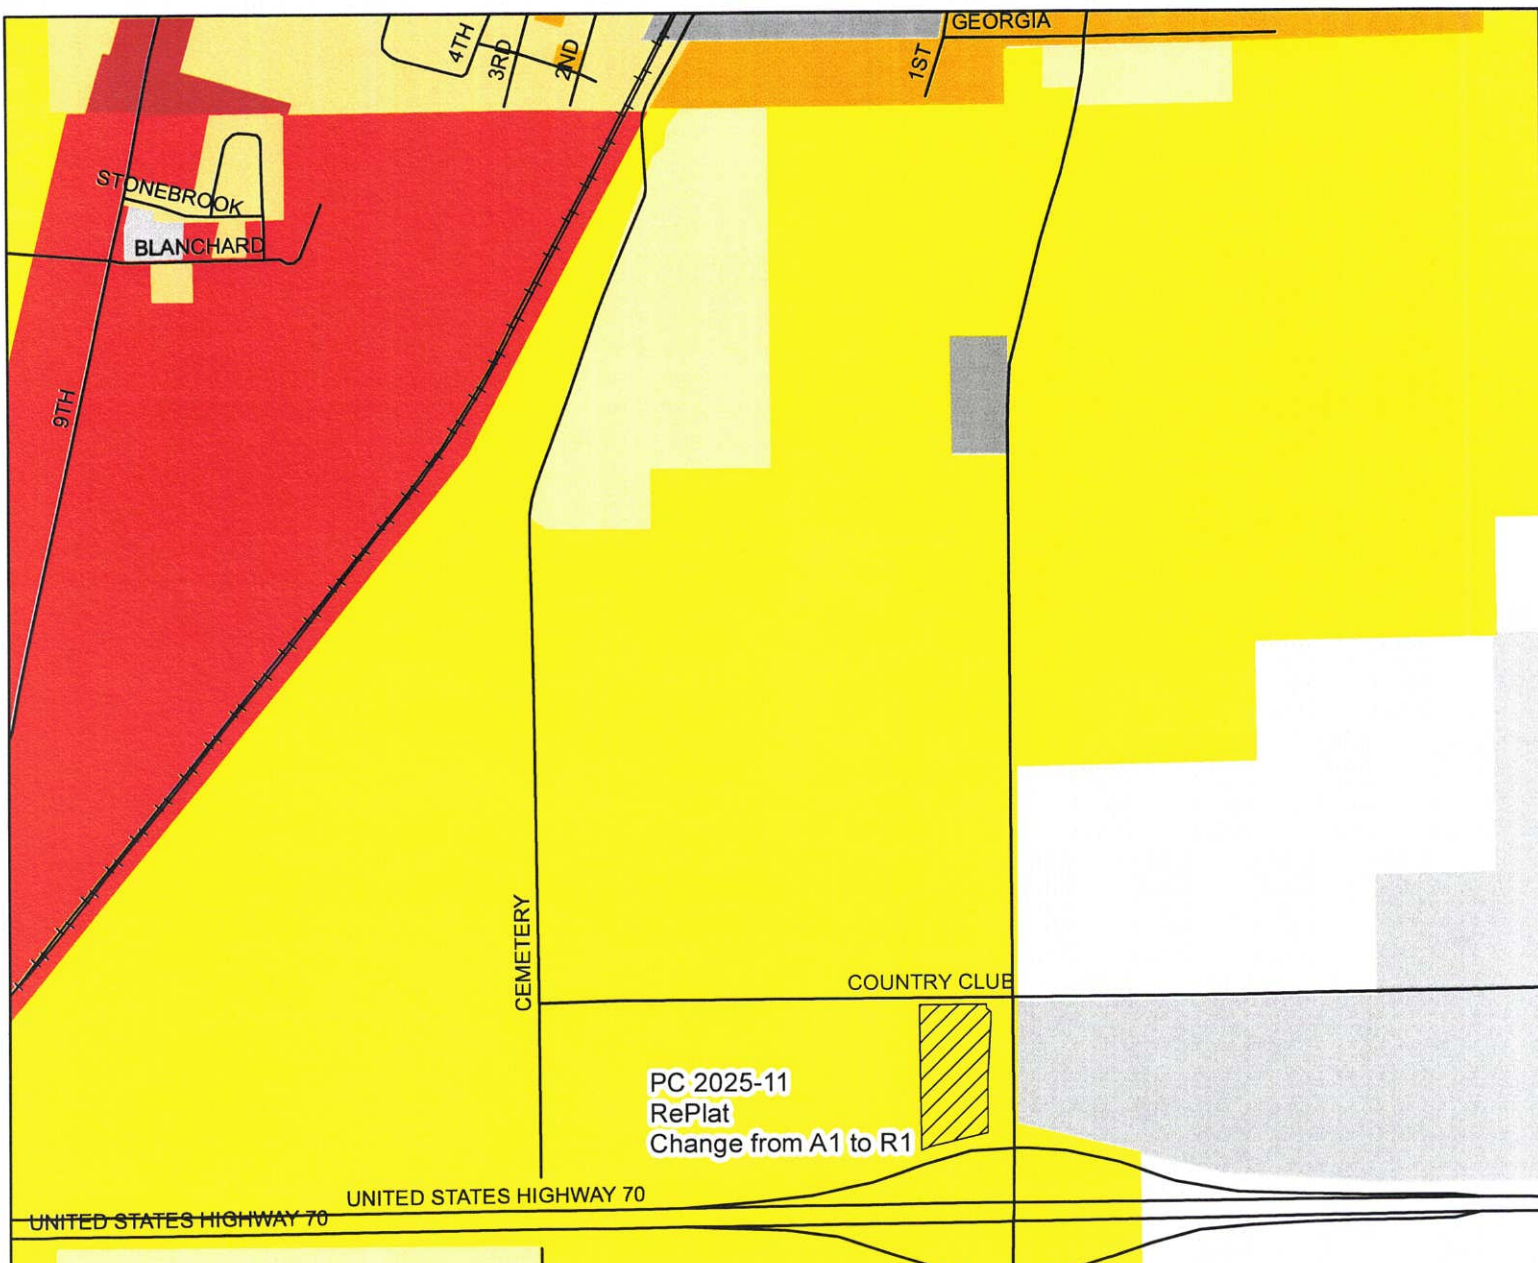 GEORGIA
4TH
3RD
2ND
1ST
STONEBROOK
BLANCHARD
9TH
CEMETERY
COUNTRY CLUB
PC 2025-11
RePlat
Change from A1 to R1
UNITED STATES HIGHWAY 70
UNITED STATES HIGHWAY 70